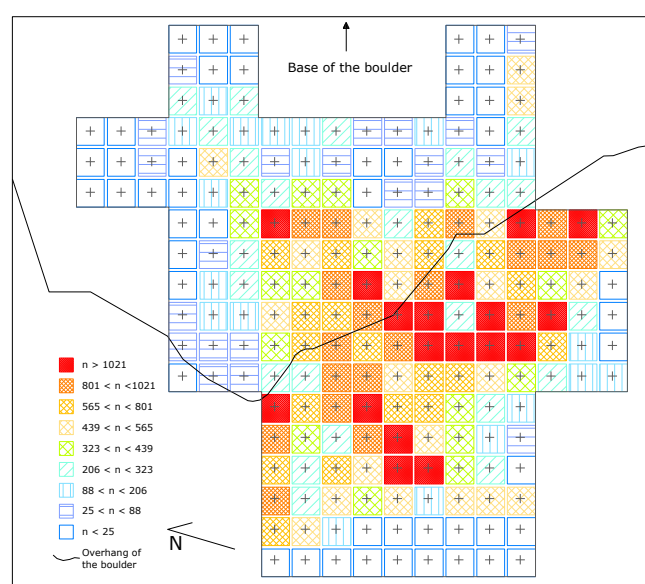 Base of the boulder
n > 1021
801 < n <1021
565 < n < 801
439 < n < 565
323 < n < 439
206 < n < 323
88 < n < 206
25 < n < 88
n < 25
Overhang of
the boulder
N